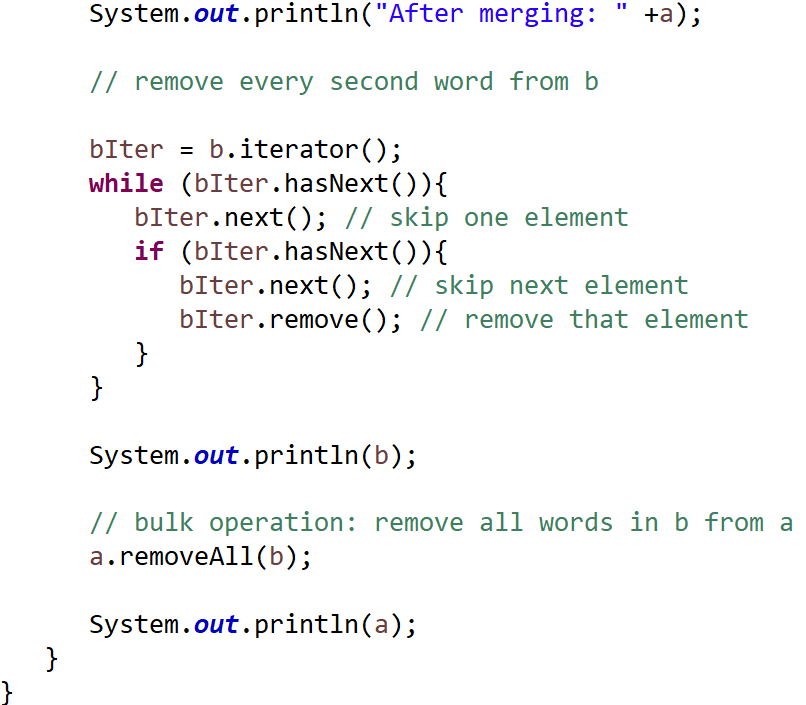 System.out.println("After merging: " +a);
// remove every second word from b
bIter = b.iterator();
while (bIter.hasNext()){
bIter.next(); // skip one element
if (bIter.hasNext()){
bIter.next(); // skip next element
bIter.remove(); // remove that element
}
}
System.out.println(b);
// bulk operation: remove all words in b from a
a.removeAll(b);
System.out.println(a);
}
}